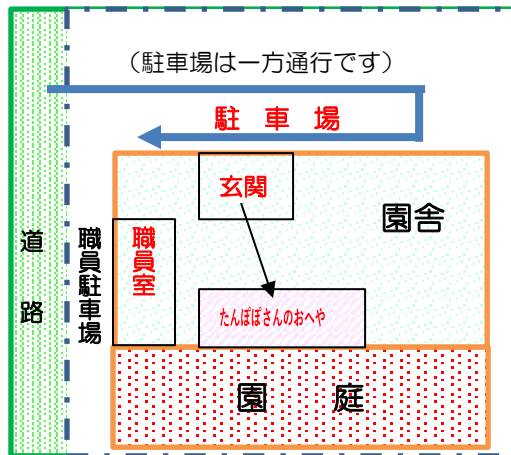 （駐車場は一方通行です）
駐 車 場
玄関
園舎
道路
職員駐車場
職員室
たんぽぽさんのおへや
園 庭